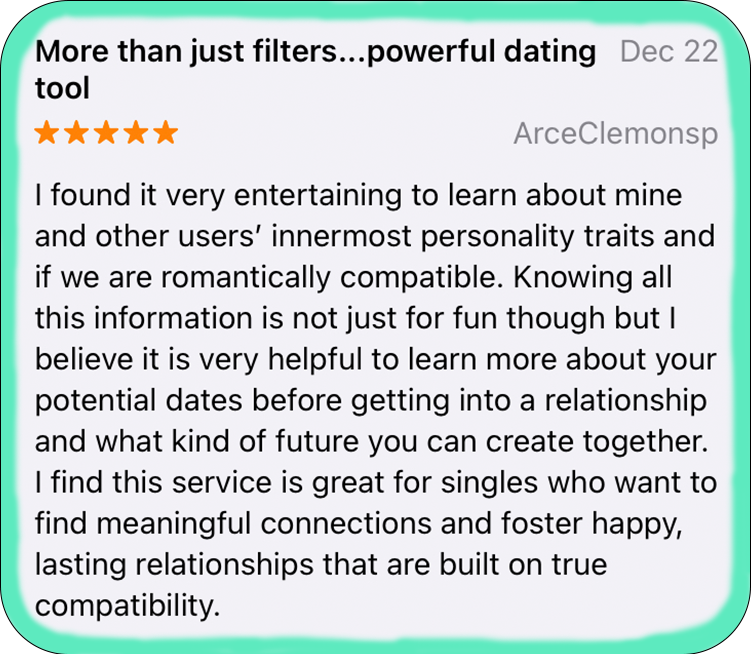 More than just filters...powerful dating Dec 22
tool
ArceClemonsp
I found it very entertaining to learn about mine
and other users’ innermost personality traits and
if we are romantically compatible. Knowing all
this information is not just for fun though but I
believe it is very helpful to learn more about your
potential dates before getting into a relationship
and what kind of future you can create together.
I find this service is great for singles who want to
find meaningful connections and foster happy,
lasting relationships that are built on true
compatibility.